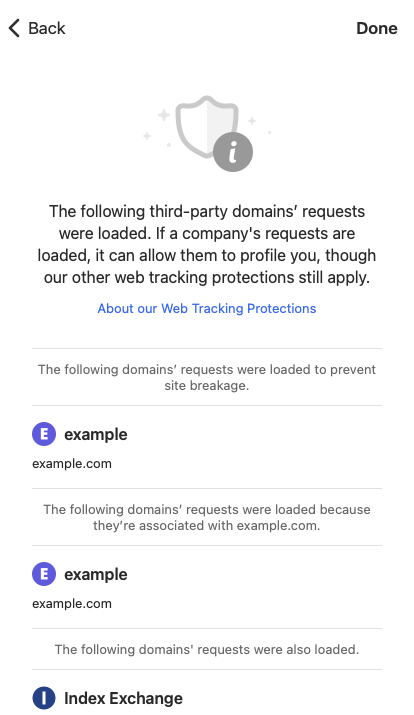 Back
Done
The following third-party domains’ requests
were loaded. If a company's requests are
loaded, it can allow them to profile you, though
our other web tracking protections still apply.
About our Web Tracking Protections
The following domains’ requests were loaded to prevent
site breakage.
E example
example.com
The following domains’ requests were loaded because
they’re associated with example.com.
E example
example.com
The following domains' requests were also loaded.
I Index Exchange